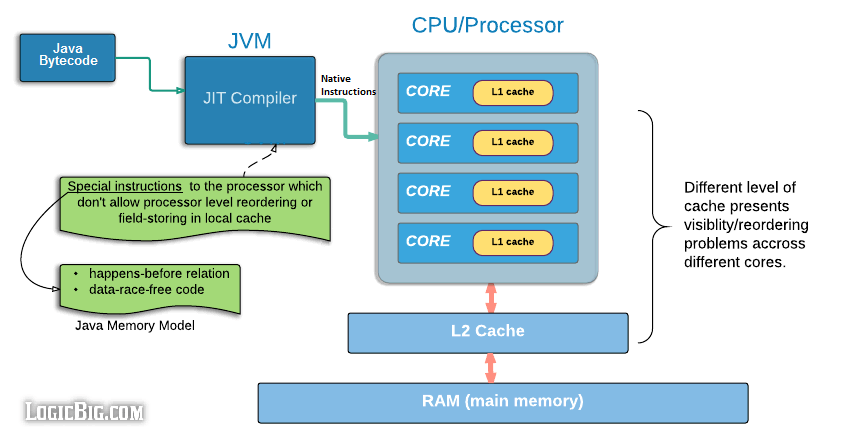 CPU/Processor
JVM
Java
Bytecode
JIT Compiler
Native
Instructions
CORE
L1 cache
CORE
L1 cache
CORE
L1 cache
CORE
L1 cache
Special instructions to the processor which
don't allow processor level reordering or
field-storing in local cache
• happens-before relation
• data-race-free code
Java Memory Model
Different level of
cache presents
visiblity/reordering
problems accross
different cores.
L2 Cache
RAM (main memory)
LogicBig.com